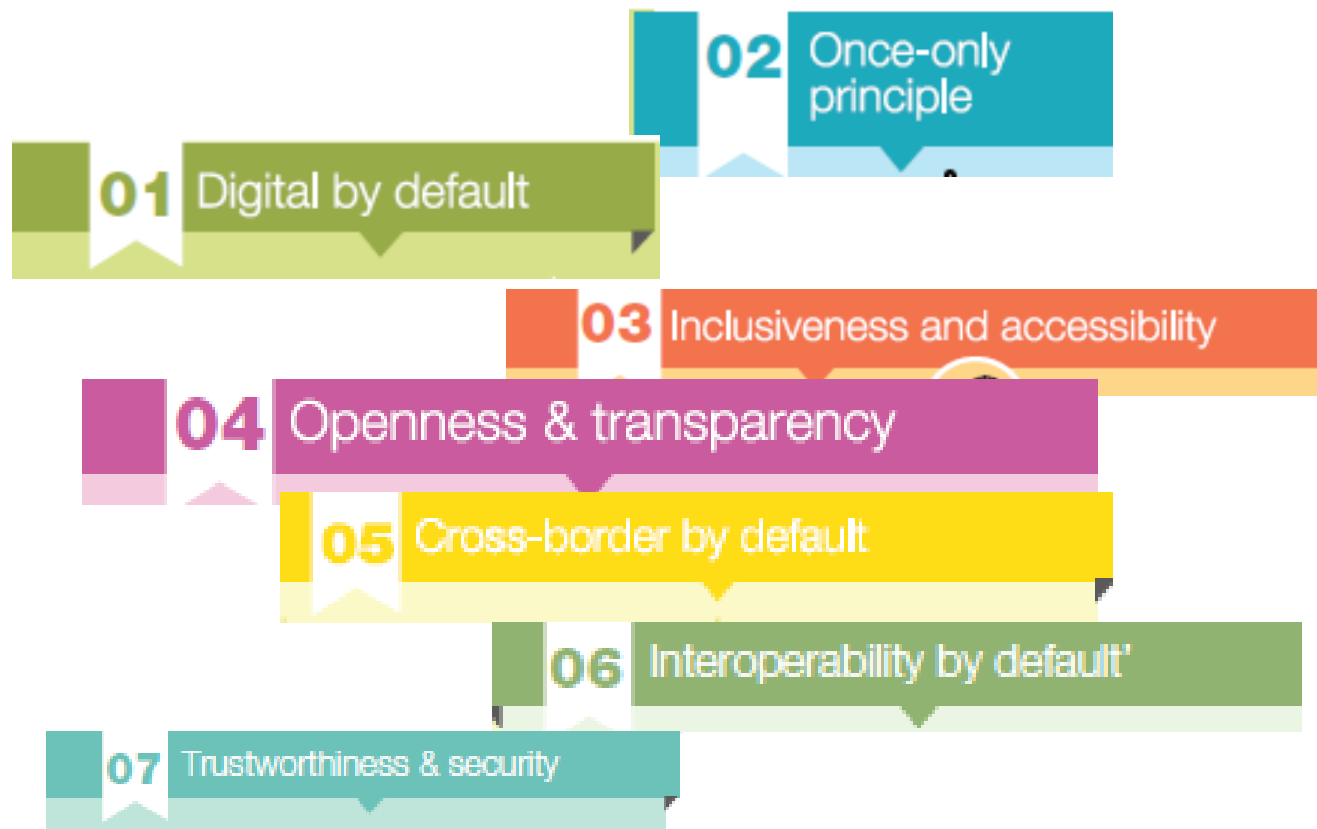 01 Digital by default
02 Once-only
principle
03 Inclusiveness and accessibility
04 Openness & transparency
05 Cross-border by default
06 Interoperability by default'
07 Trustworthiness & security